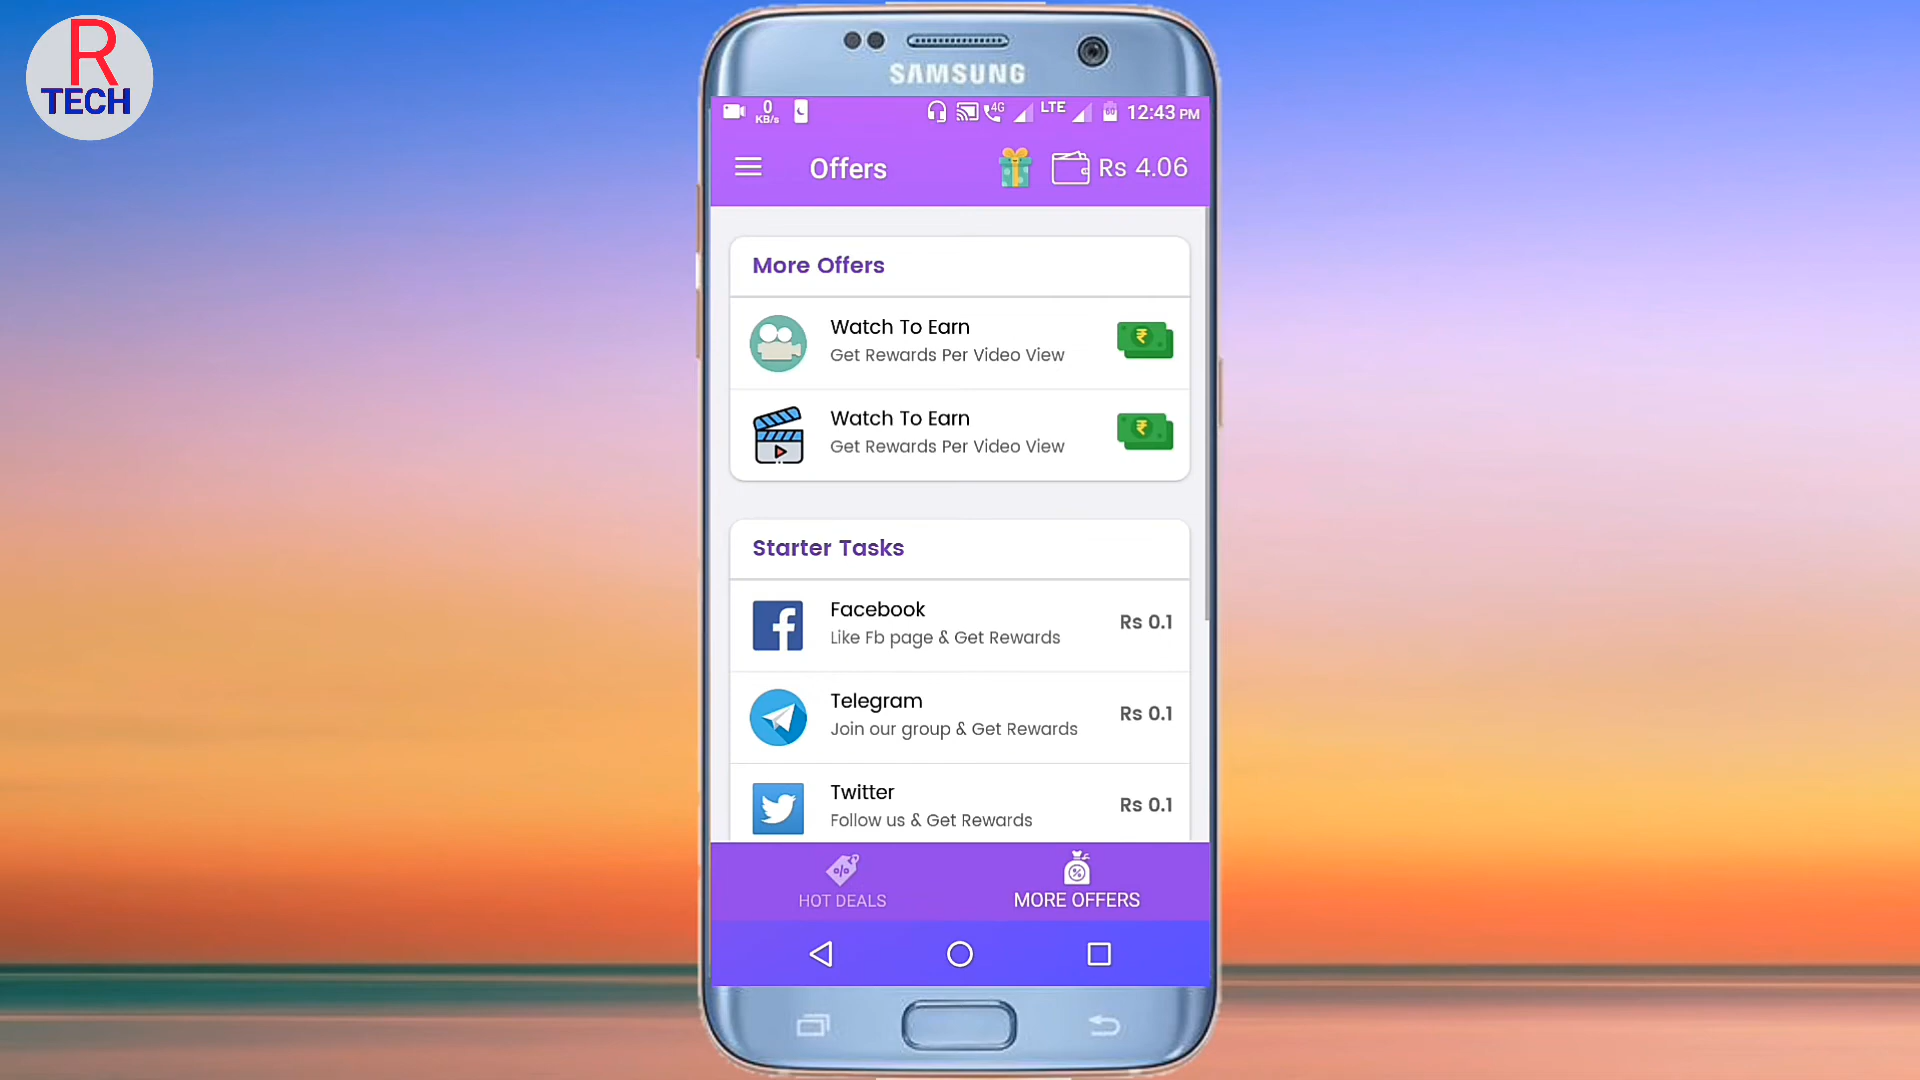 R
TECH
SAMSUNG
0
KB/s
4G
LTE
12:43 PM
Offers
Rs 4.06
More Offers
Watch To Earn
Get Rewards Per Video View
₹
Watch To Earn
Get Rewards Per Video View
₹
Starter Tasks
Facebook
Like Fb page & Get Rewards
Rs 0.1
Telegram
Join our group & Get Rewards
Rs 0.1
Twitter
Follow us & Get Rewards
Rs 0.1
HOT DEALS
MORE OFFERS